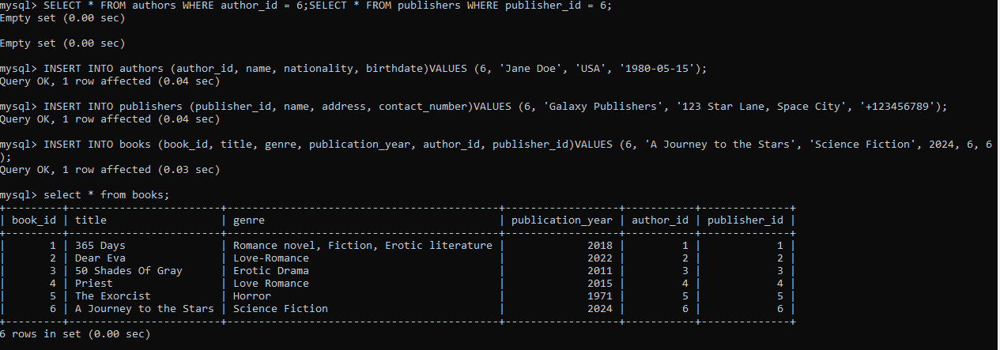 mysql> SELECT * FROM authors WHERE author_id = 6;SELECT * FROM publishers WHERE publisher_id = 6;
Empty set (0.00 sec)

Empty set (0.00 sec)

mysql> INSERT INTO authors (author_id, name, nationality, birthdate)VALUES (6, 'Jane Doe', 'USA', '1980-05-15');
Query OK, 1 row affected (0.04 sec)

mysql> INSERT INTO publishers (publisher_id, name, address, contact_number)VALUES (6, 'Galaxy Publishers', '123 Star Lane, Space City', '+123456789');
Query OK, 1 row affected (0.04 sec)

mysql> INSERT INTO books (book_id, title, genre, publication_year, author_id, publisher_id)VALUES (6, 'A Journey to the Stars', 'Science Fiction', 2024, 6, 6
);
Query OK, 1 row affected (0.03 sec)

mysql> select * from books;
+---------+------------------------+-------------------------------------------+------------------+-----------+--------------+
| book_id | title                  | genre                                     | publication_year | author_id | publisher_id |
+---------+------------------------+-------------------------------------------+------------------+-----------+--------------+
|       1 | 365 Days               | Romance novel, Fiction, Erotic literature |             2018 |         1 |            1 |
|       2 | Dear Eva               | Love-Romance                              |             2022 |         2 |            2 |
|       3 | 50 Shades Of Gray      | Erotic Drama                              |             2011 |         3 |            3 |
|       4 | Priest                 | Love Romance                              |             2015 |         4 |            4 |
|       5 | The Exorcist           | Horror                                    |             1971 |         5 |            5 |
|       6 | A Journey to the Stars | Science Fiction                           |             2024 |         6 |            6 |
+---------+------------------------+-------------------------------------------+------------------+-----------+--------------+
6 rows in set (0.00 sec)